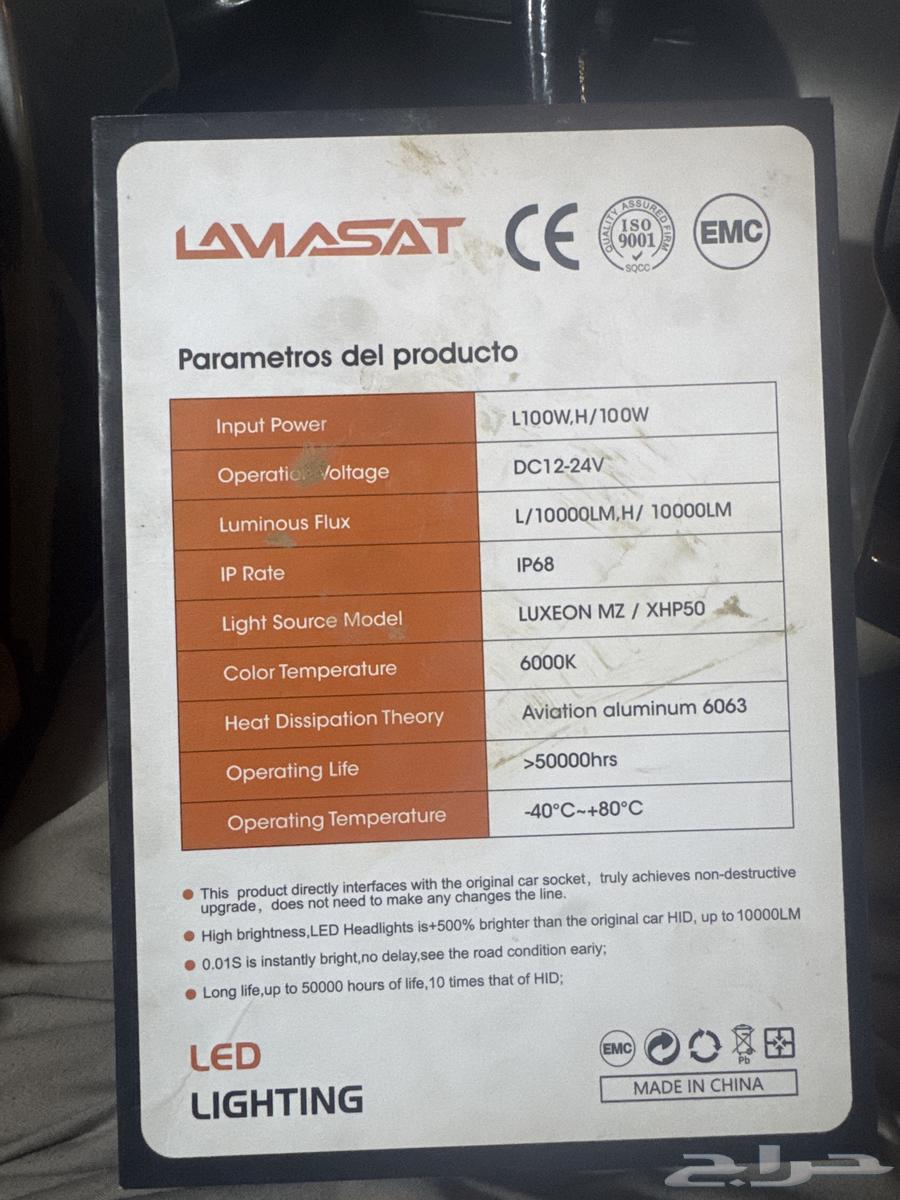 LAMASAT
CE
QUALITY ASSURED FIRM
ISO
9001
SQCC
EMC
Parametros del producto
Input Power L100W,H/100W
Operation Voltage DC12-24V
Luminous Flux L/10000LM,H/ 10000LM
IP Rate IP68
Light Source Model LUXEON MZ / XHP50
Color Temperature 6000K
Heat Dissipation Theory Aviation aluminum 6063
Operating Life >50000hrs
Operating Temperature -40°C~+80°C
This product directly interfaces with the original car socket, truly achieves non-destructive
upgrade, does not need to make any changes the line.
High brightness,LED Headlights is+500% brighter than the original car HID, up to 10000LM
0.01S is instantly bright,no delay,see the road condition eariy;
Long life,up to 50000 hours of life,10 times that of HID;
LED
LIGHTING
EMC
Pb
MADE IN CHINA
حراج